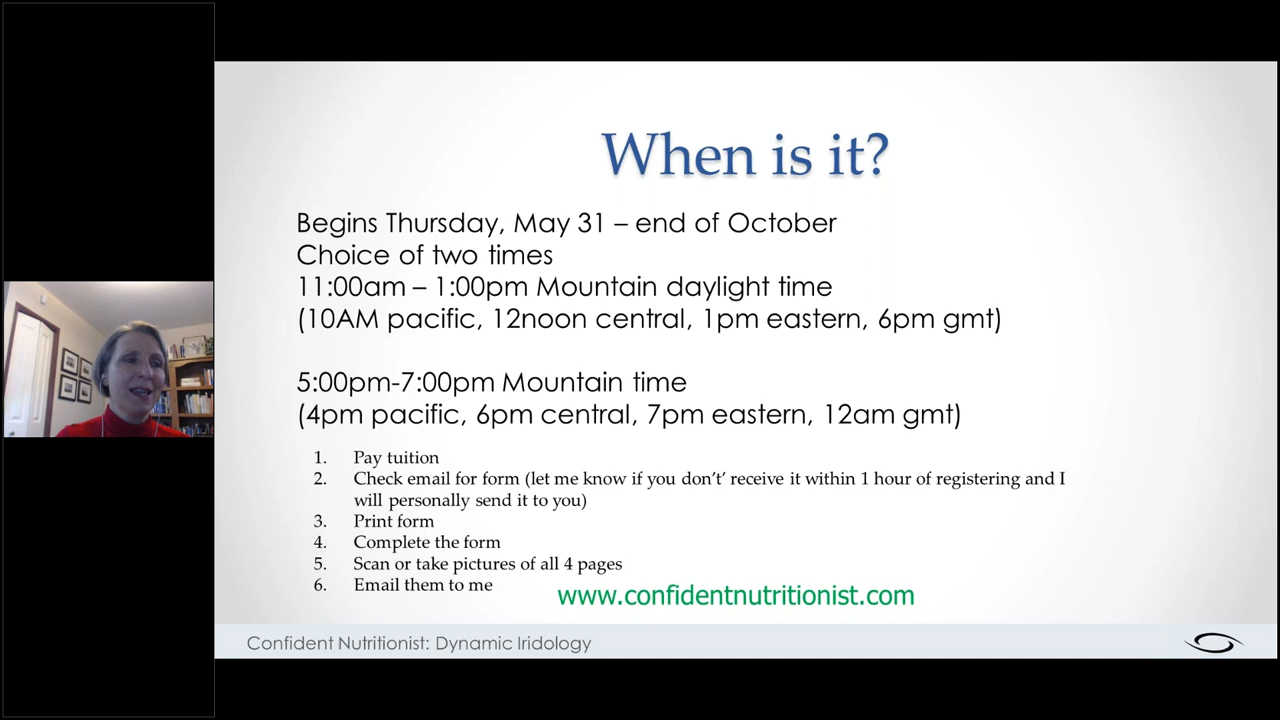 When is it?
Begins Thursday, May 31 – end of October
Choice of two times
11:00am – 1:00pm Mountain daylight time
(10AM pacific, 12noon central, 1pm eastern, 6pm gmt)
5:00pm-7:00pm Mountain time
(4pm pacific, 6pm central, 7pm eastern, 12am gmt)
1. Pay tuition
2. Check email for form (let me know if you don’t’ receive it within 1 hour of registering and I
will personally send it to you)
3. Print form
4. Complete the form
5. Scan or take pictures of all 4 pages
6. Email them to me
www.confidentnutritionist.com
Confident Nutritionist: Dynamic Iridology